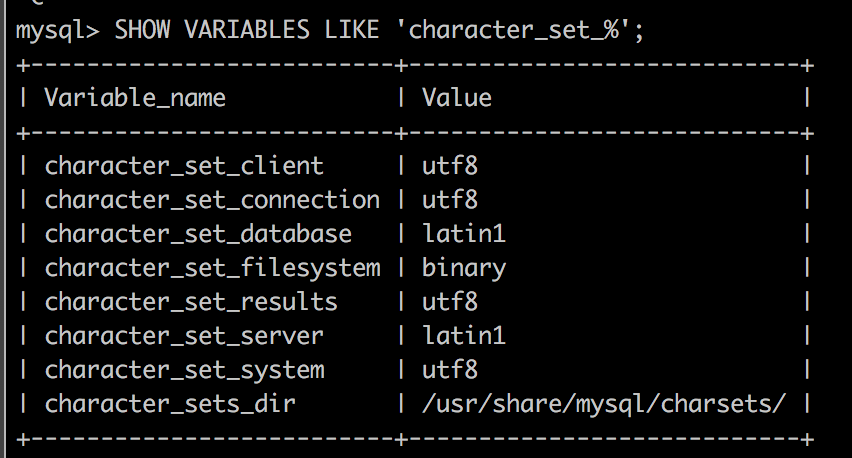 mysql> SHOW VARIABLES LIKE 'character_set_%';
+--------------------------+----------------------------+
| Variable_name            | Value                      |
+--------------------------+----------------------------+
| character_set_client     | utf8                       |
| character_set_connection | utf8                       |
| character_set_database   | latin1                     |
| character_set_filesystem | binary                     |
| character_set_results    | utf8                       |
| character_set_server     | latin1                     |
| character_set_system     | utf8                       |
| character_sets_dir       | /usr/share/mysql/charsets/ |
+--------------------------+----------------------------+